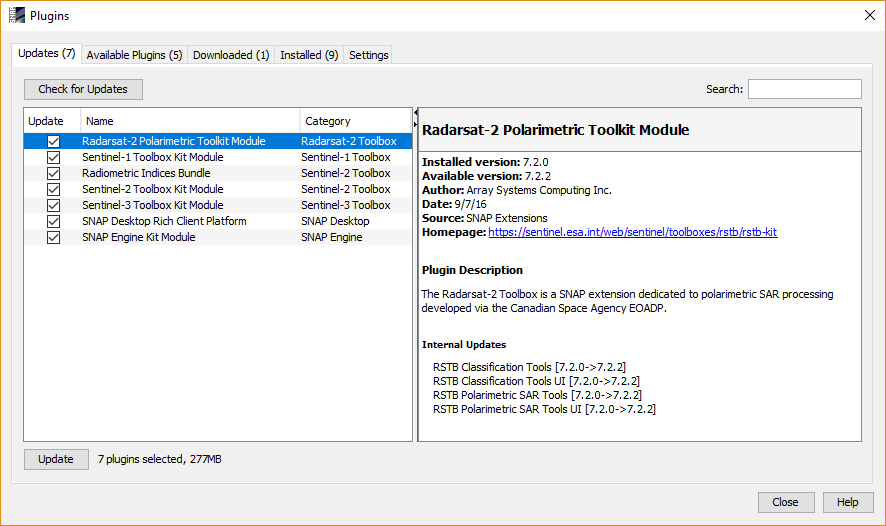 Plugins
Updates (7) Available Plugins (5) Downloaded (1) Installed (9) Settings
Check for Updates Search:
Update Name Category
Radarsat-2 Polarimetric Toolkit Module Radarsat-2 Toolbox
Sentinel-1 Toolbox Kit Module Sentinel-1 Toolbox
Radiometric Indices Bundle Sentinel-2 Toolbox
Sentinel-2 Toolbox Kit Module Sentinel-2 Toolbox
Sentinel-3 Toolbox Kit Module Sentinel-3 Toolbox
SNAP Desktop Rich Client Platform SNAP Desktop
SNAP Engine Kit Module SNAP Engine
Radarsat-2 Polarimetric Toolkit Module
Installed version: 7.2.0
Available version: 7.2.2
Author: Array Systems Computing Inc.
Date: 9/7/16
Source: SNAP Extensions
Homepage: https://sentinel.esa.int/web/sentinel/toolboxes/rstb/rstb-kit
Plugin Description
The Radarsat-2 Toolbox is a SNAP extension dedicated to polarimetric SAR processing
developed via the Canadian Space Agency EOADP.
Internal Updates
RSTB Classification Tools [7.2.0->7.2.2]
RSTB Classification Tools UI [7.2.0->7.2.2]
RSTB Polarimetric SAR Tools [7.2.0->7.2.2]
RSTB Polarimetric SAR Tools UI [7.2.0->7.2.2]
Update 7 plugins selected, 277MB
Close Help